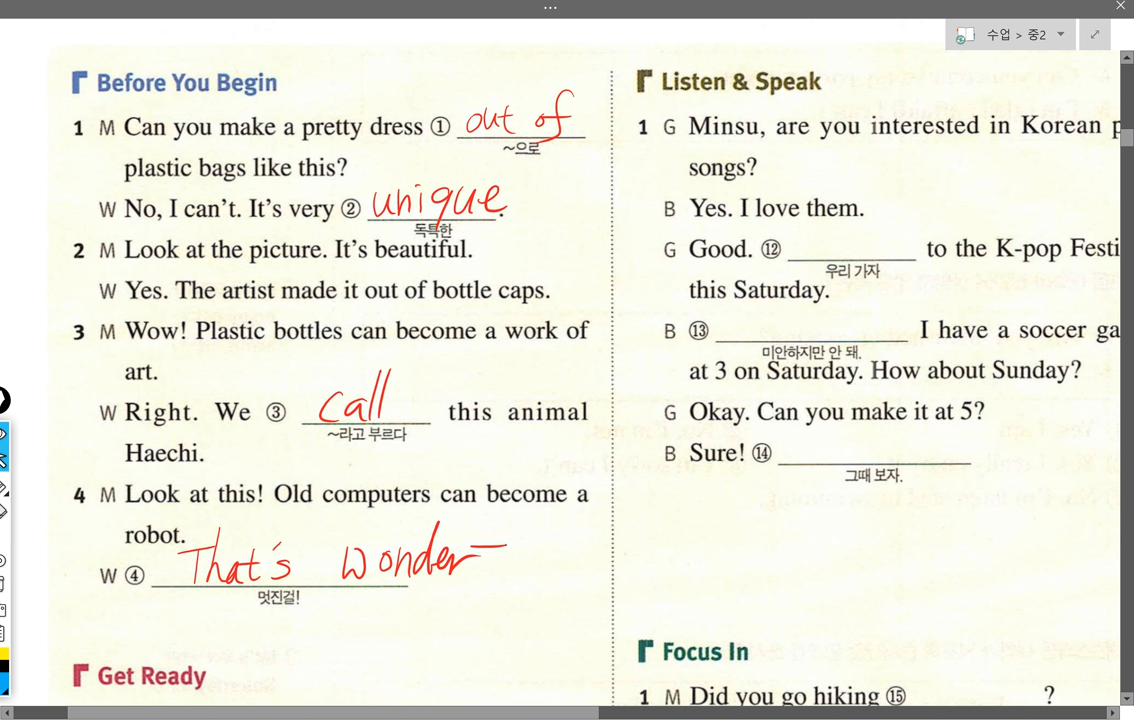 수업 > 중2
Before You Begin
1 M Can you make a pretty dress ① out of
~으로
plastic bags like this?
W No, I can't. It's very ② unique.
독특한
2 M Look at the picture. It's beautiful.
W Yes. The artist made it out of bottle caps.
3 M Wow! Plastic bottles can become a work of
art.
W Right. We ③ call this animal
~라고 부르다
Haechi.
4 M Look at this! Old computers can become a
robot.
W ④ That's wonder
멋진걸!
Get Ready
Listen & Speak
1 G Minsu, are you interested in Korean p
songs?
B Yes. I love them.
G Good. ⑫ to the K-pop Festi
우리 가자
this Saturday.
B ⑬ I have a soccer ga
미안하지만 안 돼.
at 3 on Saturday. How about Sunday?
G Okay. Can you make it at 5?
B Sure! ⑭
그때 보자.
Focus In
1 M Did you go hiking ⑮ ?